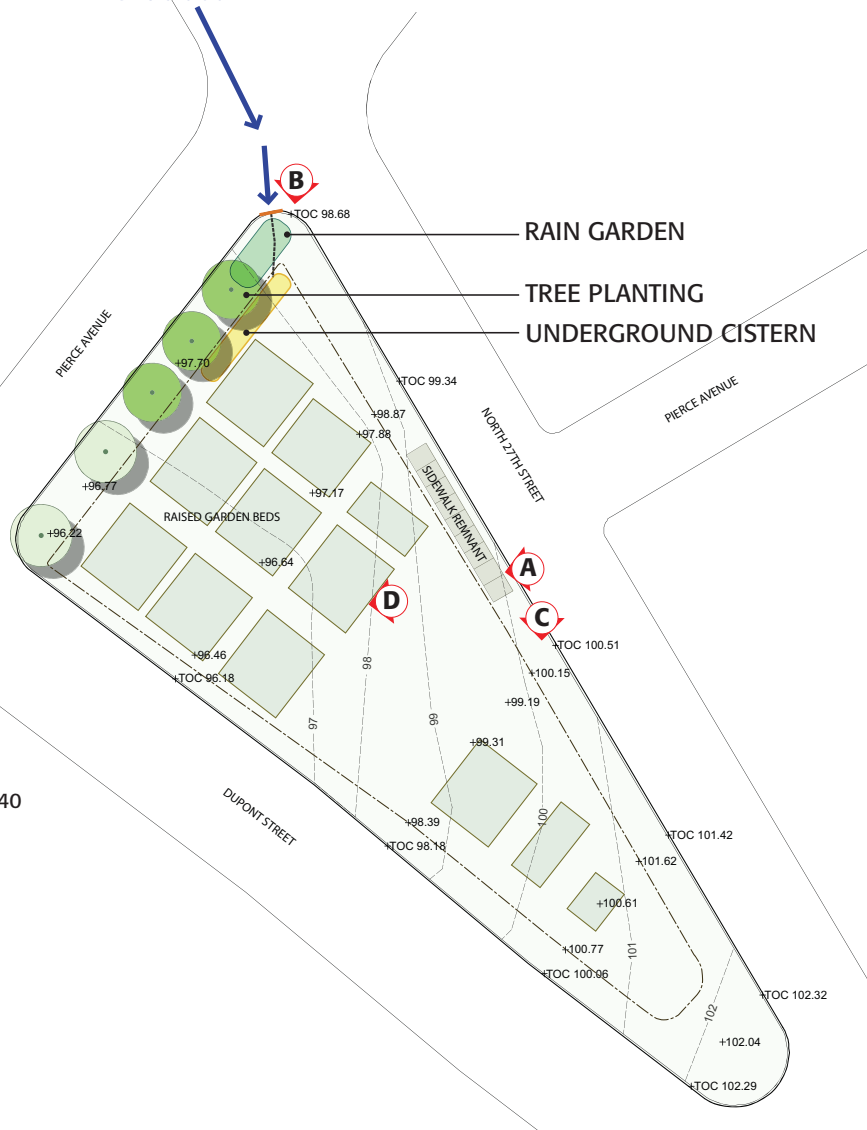 B
+TOC 98.68
RAIN GARDEN
TREE PLANTING
UNDERGROUND CISTERN
PIERCE AVENUE
+97.70
+TOC 99.34
PIERCE AVENUE
+98.87
NORTH 27TH STREET
+97.88
SIDEWALK REMNANT
+96.77
+97.17
RAISED GARDEN BEDS
+96.22
+96.64
A
D
C
+TOC 100.51
+96.46
98
+100.15
+TOC 96.18
+99.19
97
99
+99.31
40
DUPONT STREET
100
+98.39
+TOC 101.42
+TOC 98.18
+101.62
+100.61
+100.77
101
+TOC 100.06
+TOC 102.32
102
+102.04
+TOC 102.29